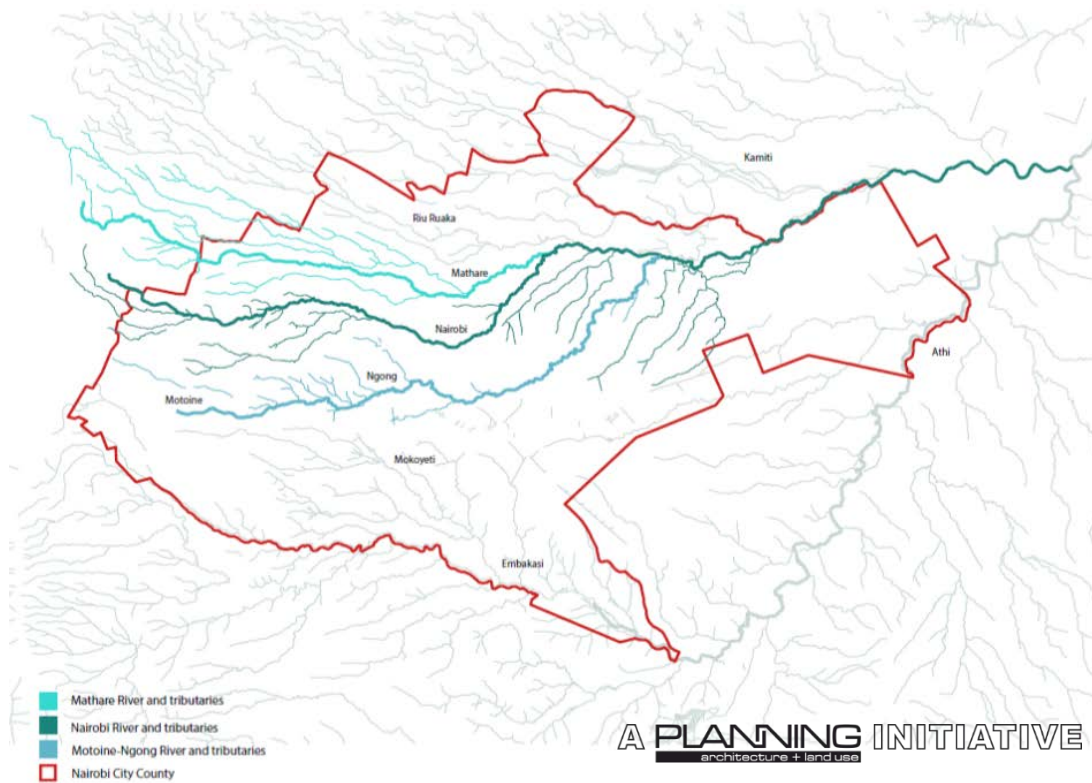 Kamiti
Riu Ruaka
Mathare
Nairobi
Athi
Ngong
Motoine
Mokoyeti
Embakasi
Mathare River and tributaries
Nairobi River and tributaries
Motoine-Ngong River and tributaries
Nairobi City County
A PLANNING INITIATIVE
architecture + land use